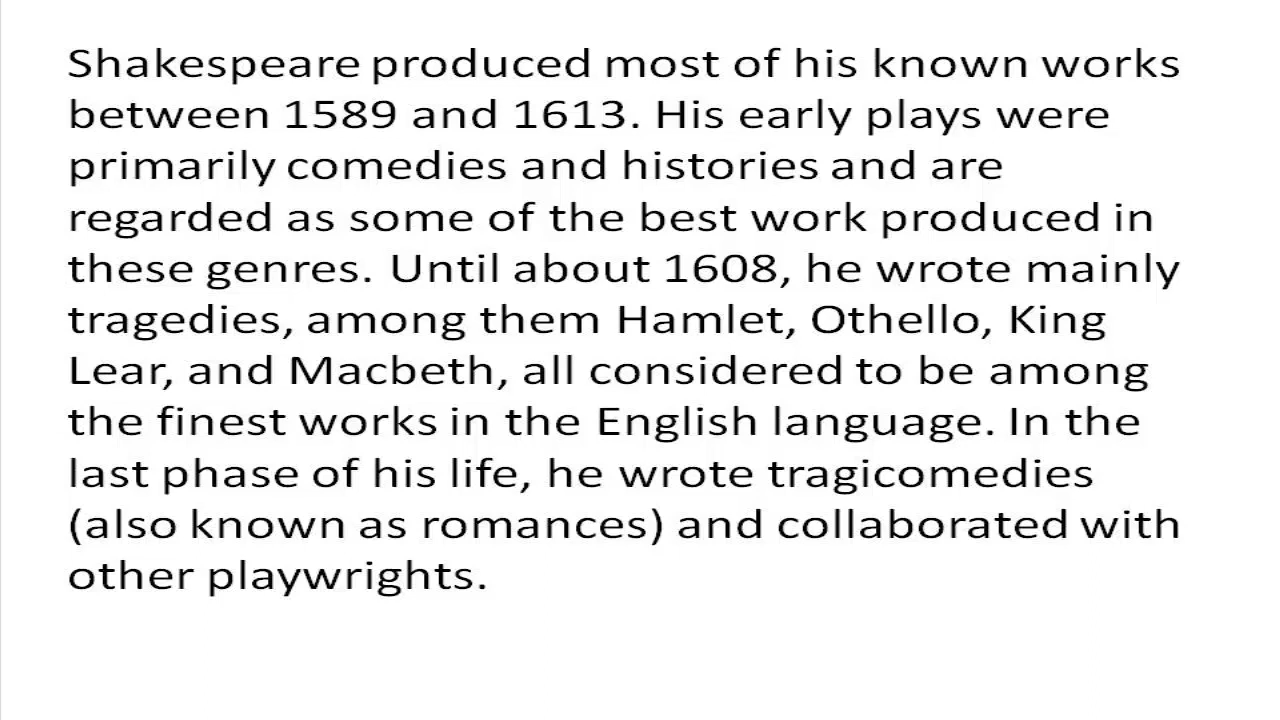 Shakespeare produced most of his known works
between 1589 and 1613. His early plays were
primarily comedies and histories and are
regarded as some of the best work produced in
these genres. Until about 1608, he wrote mainly
tragedies, among them Hamlet, Othello, King
Lear, and Macbeth, all considered to be among
the finest works in the English language. In the
last phase of his life, he wrote tragicomedies
(also known as romances) and collaborated with
other playwrights.